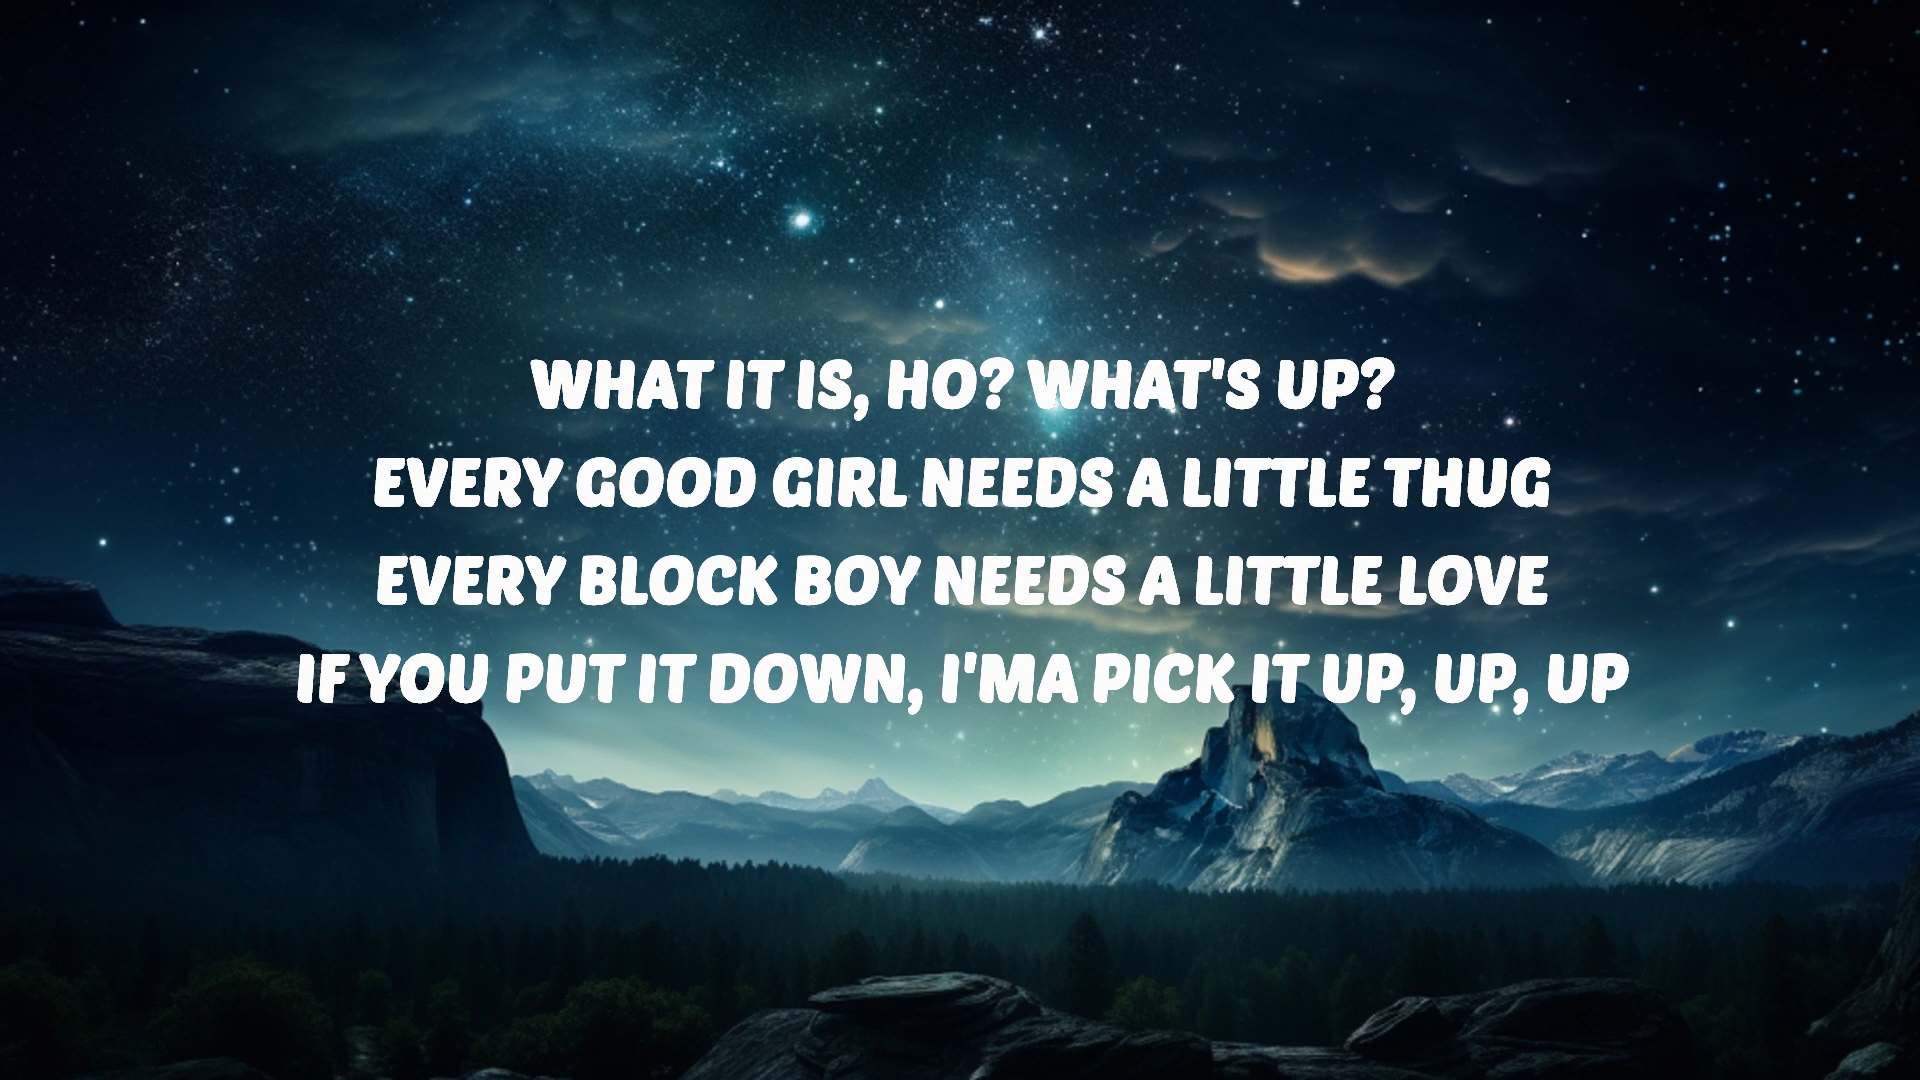 WHAT IT IS, HO? WHAT'S UP?
EVERY GOOD GIRL NEEDS A LITTLE THUG
EVERY BLOCK BOY NEEDS A LITTLE LOVE
IF YOU PUT IT DOWN, I'MA PICK IT UP, UP, UP